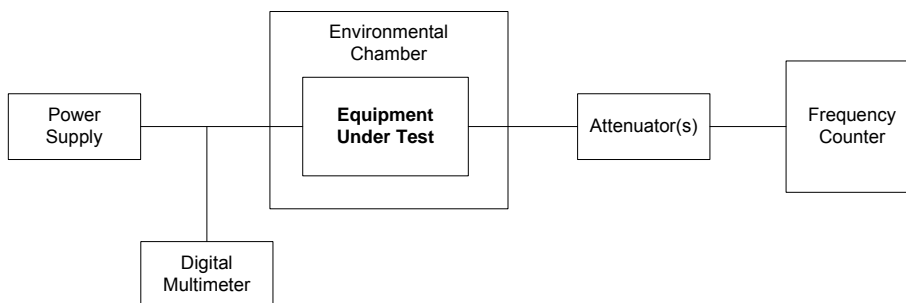 Environmental
Chamber
Power
Supply
Equipment
Under Test
Attenuator(s)
Frequency
Counter
Digital
Multimeter